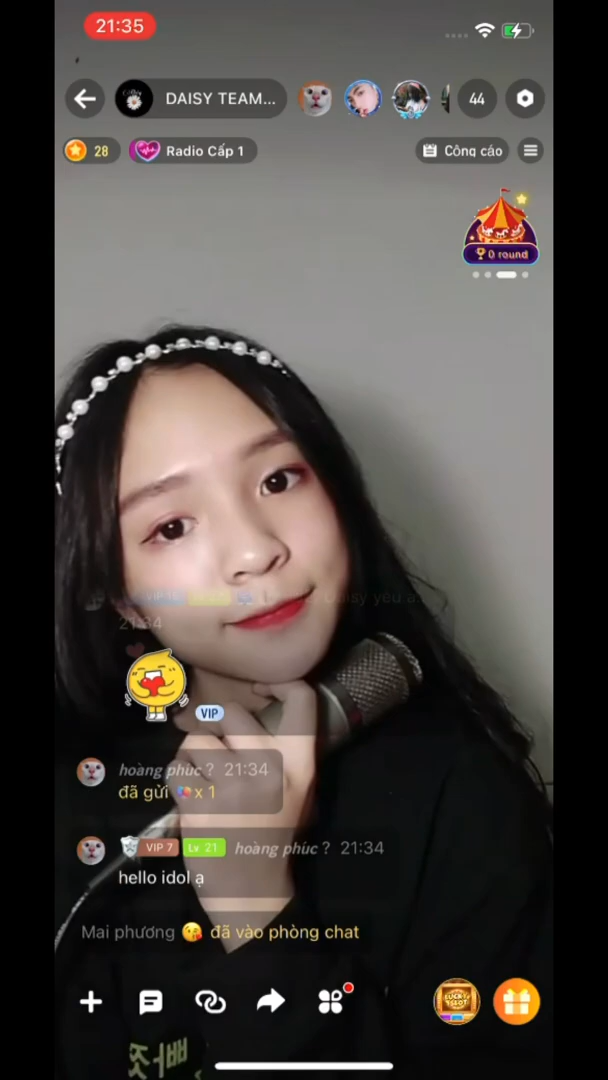 21:35
DAISY TEAM...
44
28
Radio Cấp 1
Công cáo
0 round
Daisy yêu ạ...
21:34
VIP
hoàng phúc ? 21:34
đã gửi x 1
VIP 7 Lv 21 hoàng phúc ? 21:34
hello idol ạ
Mai phương 😘 đã vào phòng chat
LUCKY
SLOT